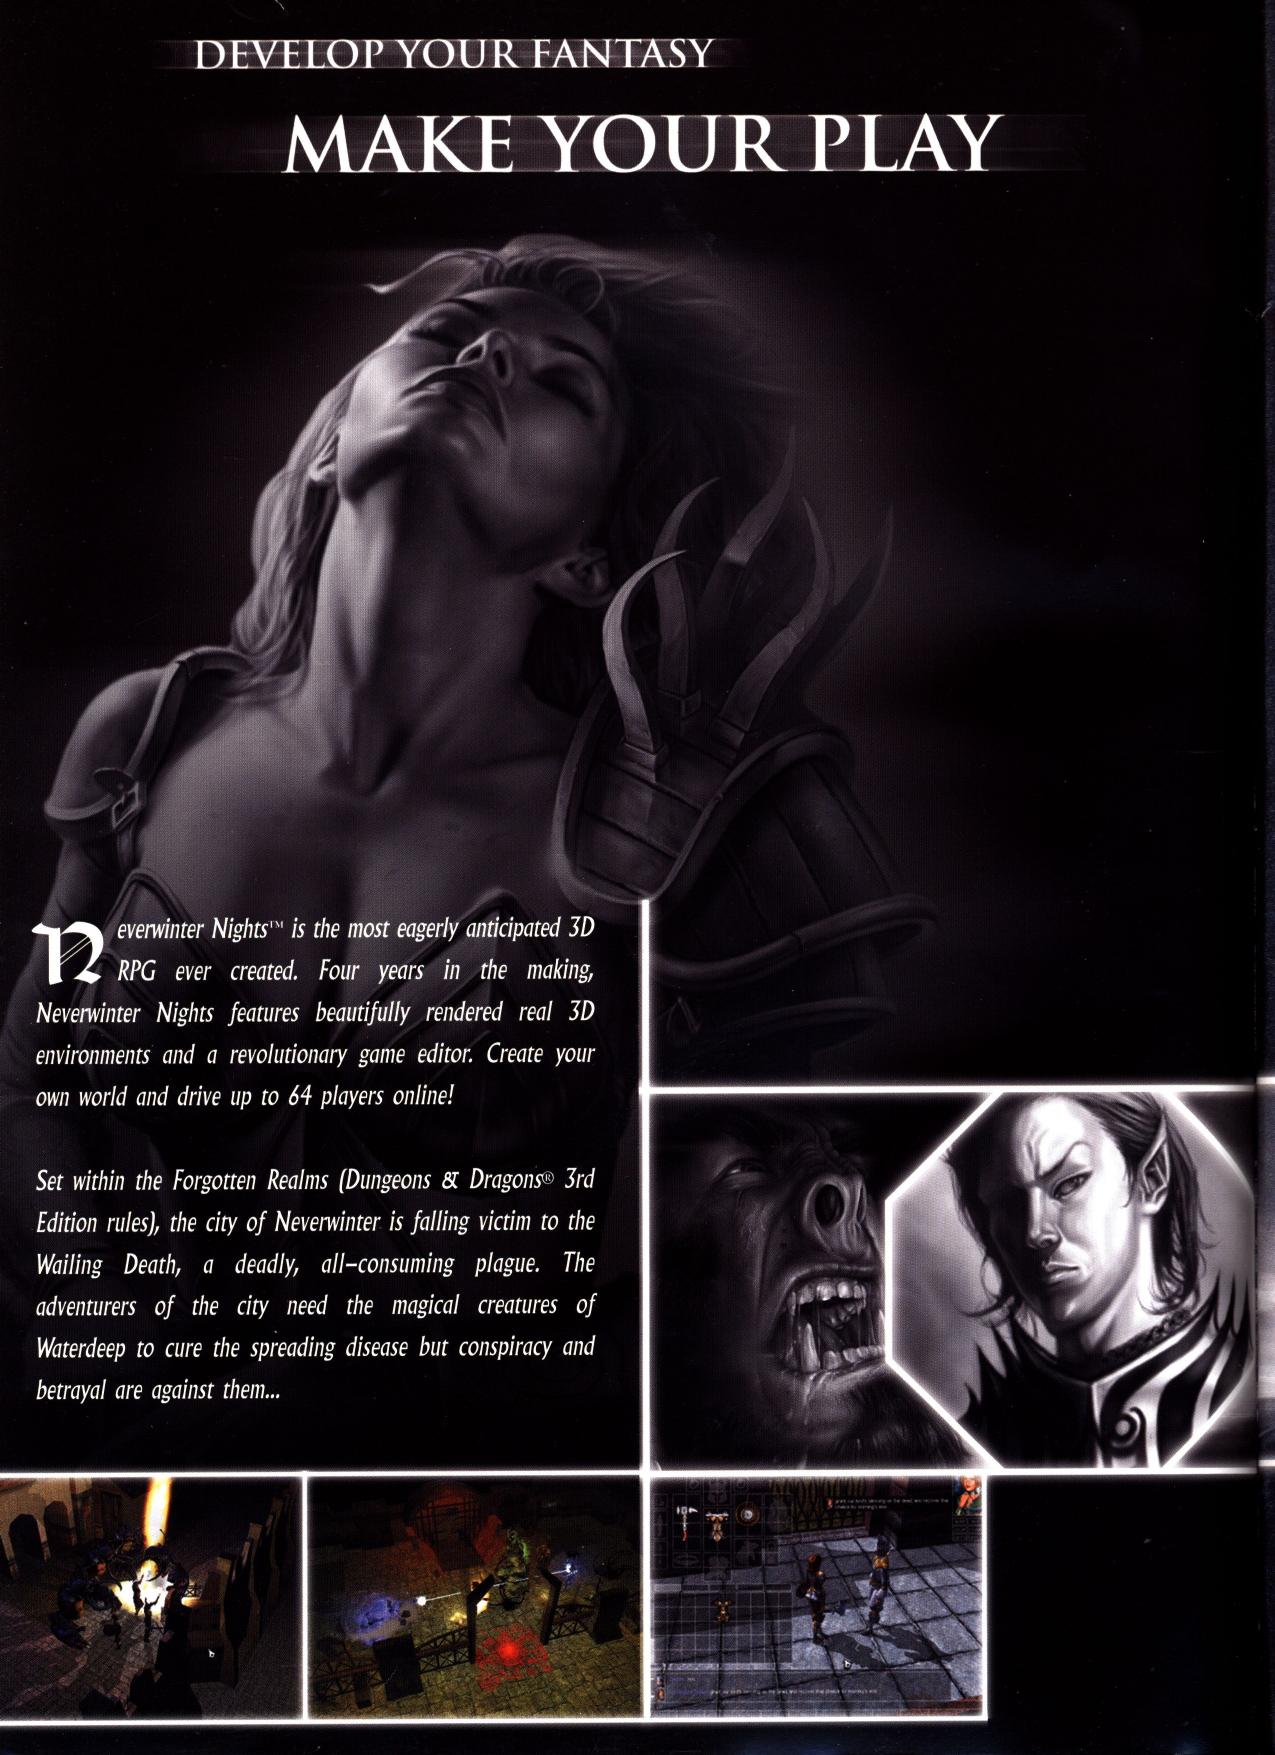 DEVELOP YOUR FANTASY
MAKE YOUR PLAY
Neverwinter Nights™ is the most eagerly anticipated 3D
RPG ever created. Four years in the making,
Neverwinter Nights features beautifully rendered real 3D
environments and a revolutionary game editor. Create your
own world and drive up to 64 players online!
Set within the Forgotten Realms (Dungeons & Dragons® 3rd
Edition rules), the city of Neverwinter is falling victim to the
Wailing Death, a deadly, all-consuming plague. The
adventurers of the city need the magical creatures of
Waterdeep to cure the spreading disease but conspiracy and
betrayal are against them...